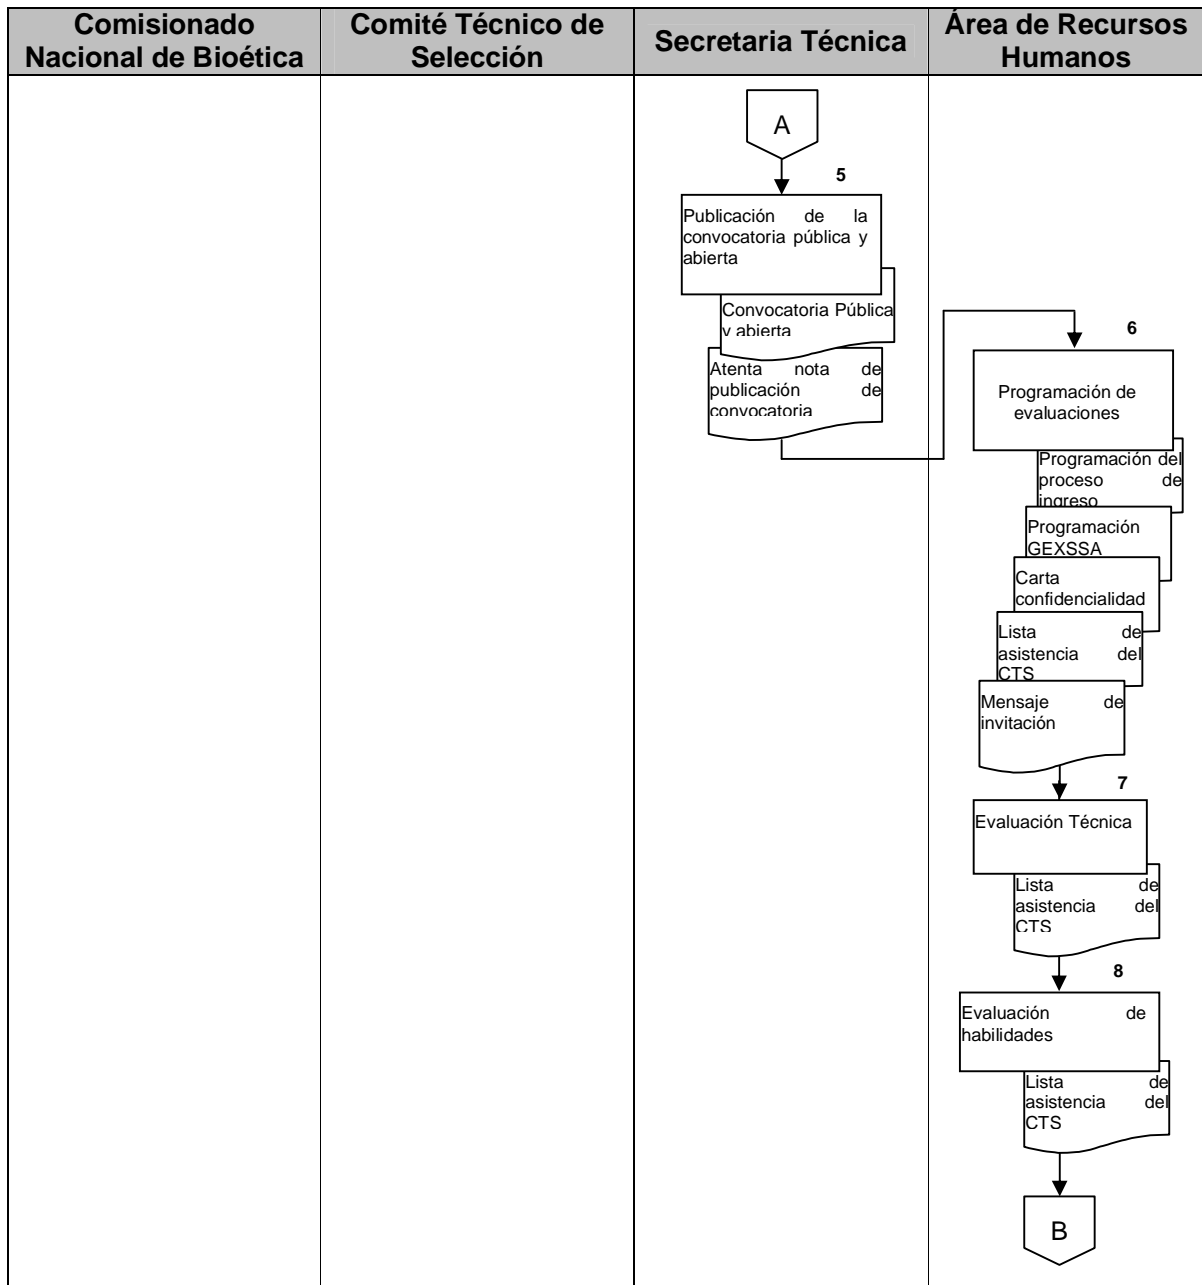 Comisionado
Nacional de Bioética
Comité Técnico de
Selección
Secretaria Técnica
Área de Recursos
Humanos
A
5
Publicación de la
convocatoria pública y
abierta
Convocatoria Pública
y abierta
Atenta nota de
publicación de
convocatoria
6
Programación de
evaluaciones
Programación del
proceso de
ingreso
Programación
GEXSSA
Carta
confidencialidad
Lista de
asistencia del
CTS
Mensaje de
invitación
7
Evaluación Técnica
Lista de
asistencia del
CTS
8
Evaluación de
habilidades
Lista de
asistencia del
CTS
B